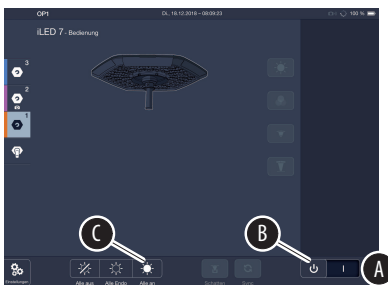 OP1
Di., 18.12.2018 - 08:09:23
100 %
iLED 7 - Bedienung
3
2
1
C
B
A
I
Einstellungen
Alle aus
Alle Endo
Alle an
Schatten
Sync